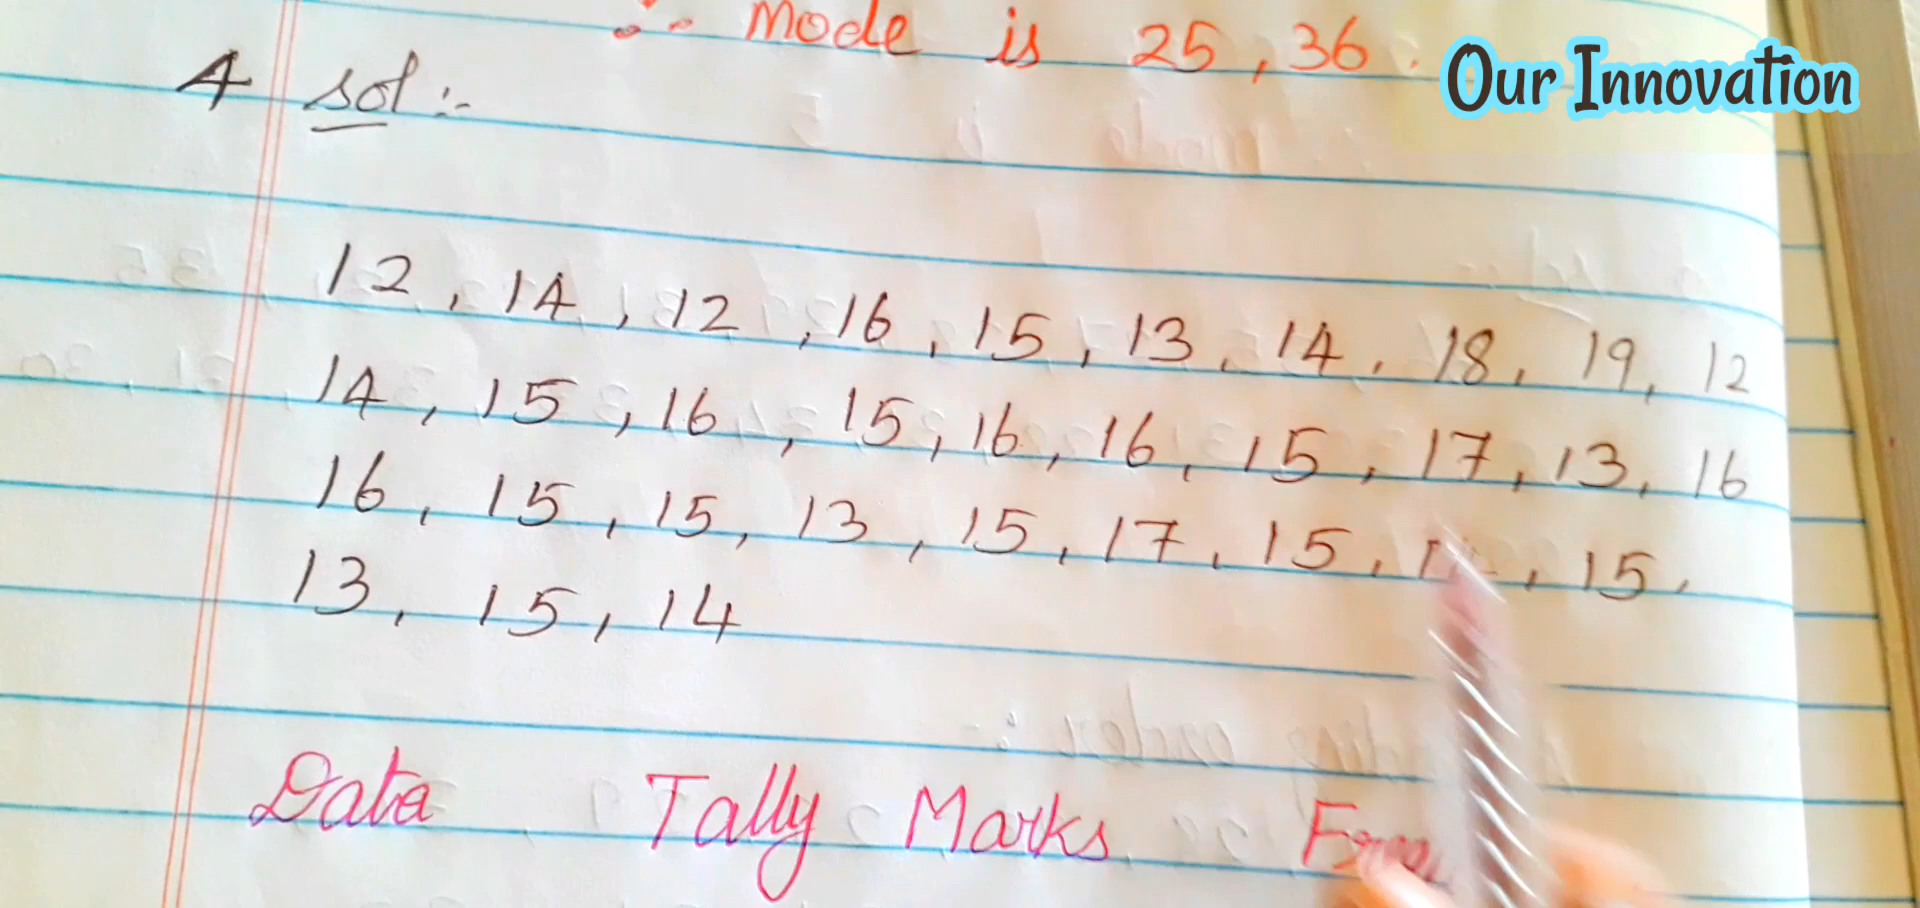 ∴ Mode is 25, 36.
Our Innovation
4 sol :-
12, 14, 12, 16, 15, 13, 14, 18, 19, 12
14, 15, 16, 15, 16, 16, 15, 17, 13, 16
16, 15, 15, 13, 15, 17, 15, , 15,
13, 15, 14
Data Tally Marks